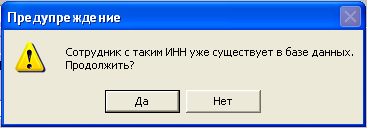 Предупреждение
Сотрудник с таким ИНН уже существует в базе данных.
Продолжить?
Да
Нет